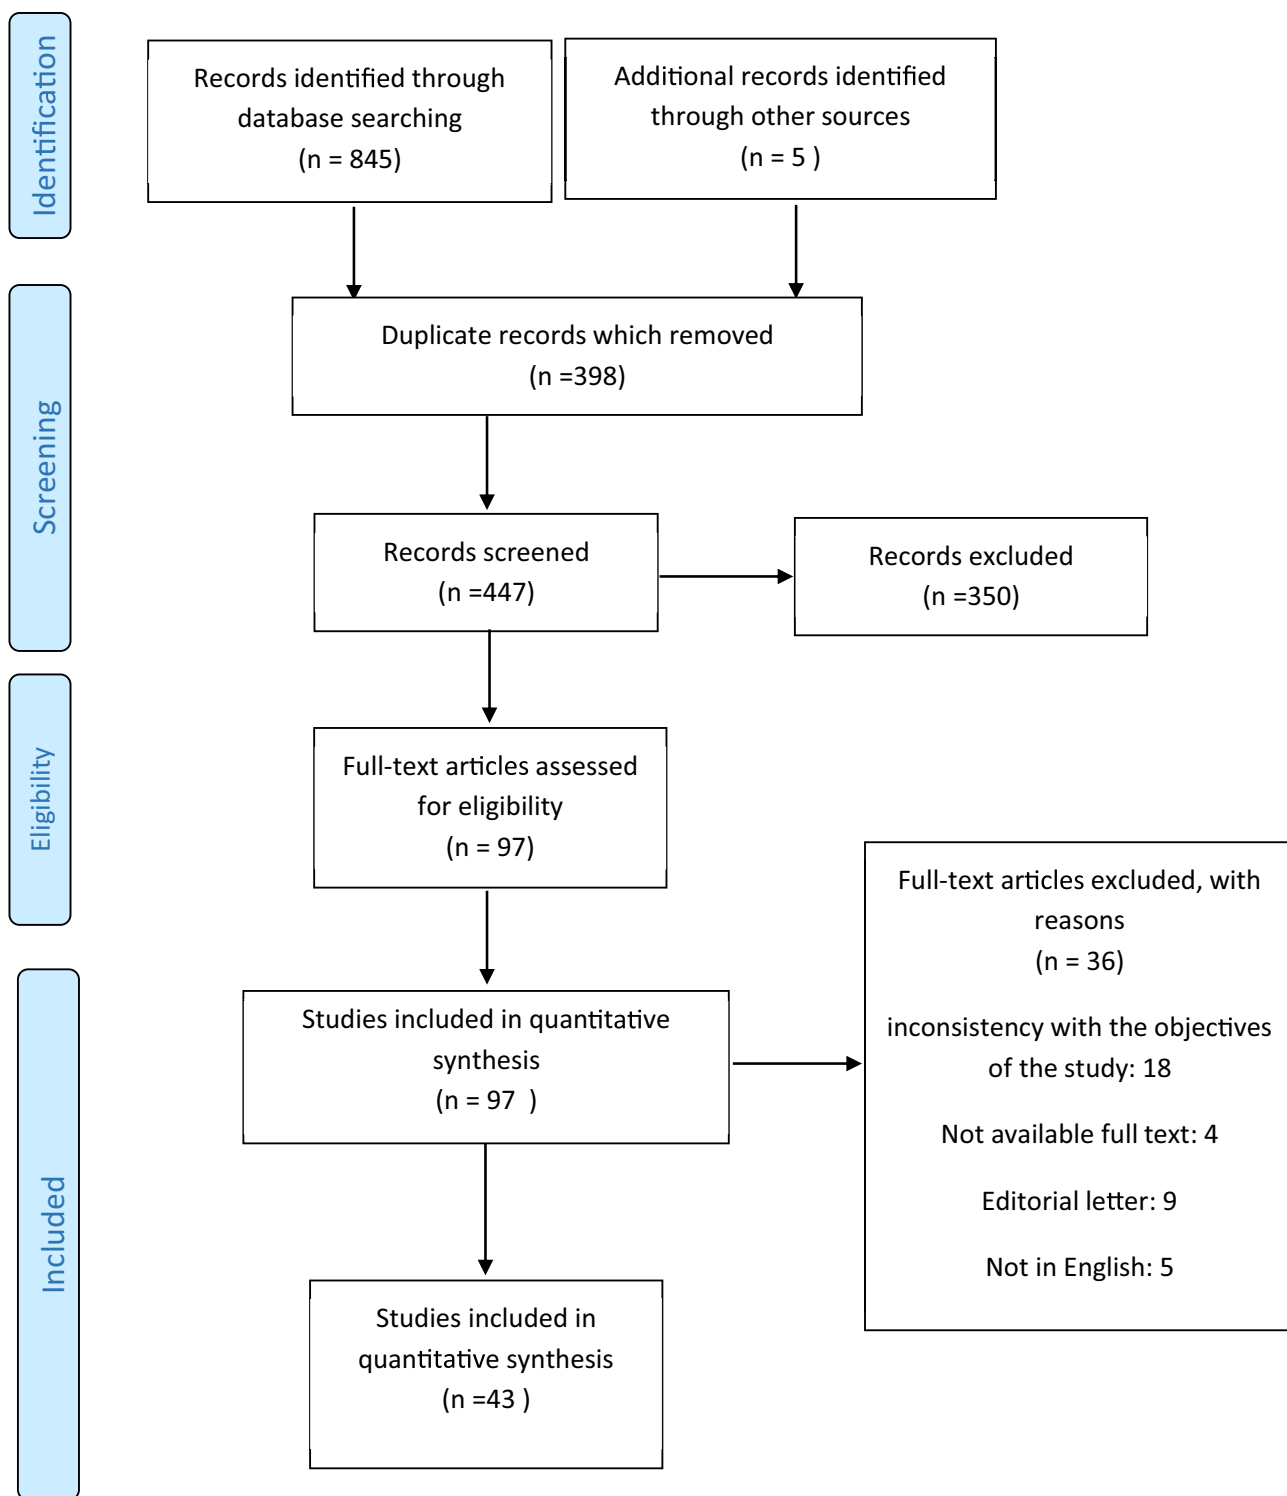 Identification
Records identified through
database searching
(n = 845)
Additional records identified
through other sources
(n = 5 )
Screening
Duplicate records which removed
(n =398)
Records screened
(n =447)
Records excluded
(n =350)
Eligibility
Full-text articles assessed
for eligibility
(n = 97)
Full-text articles excluded, with
reasons
(n = 36)
inconsistency with the objectives
of the study: 18
Not available full text: 4
Editorial letter: 9
Not in English: 5
Included
Studies included in quantitative
synthesis
(n = 97  )
Studies included in
quantitative synthesis
(n =43 )